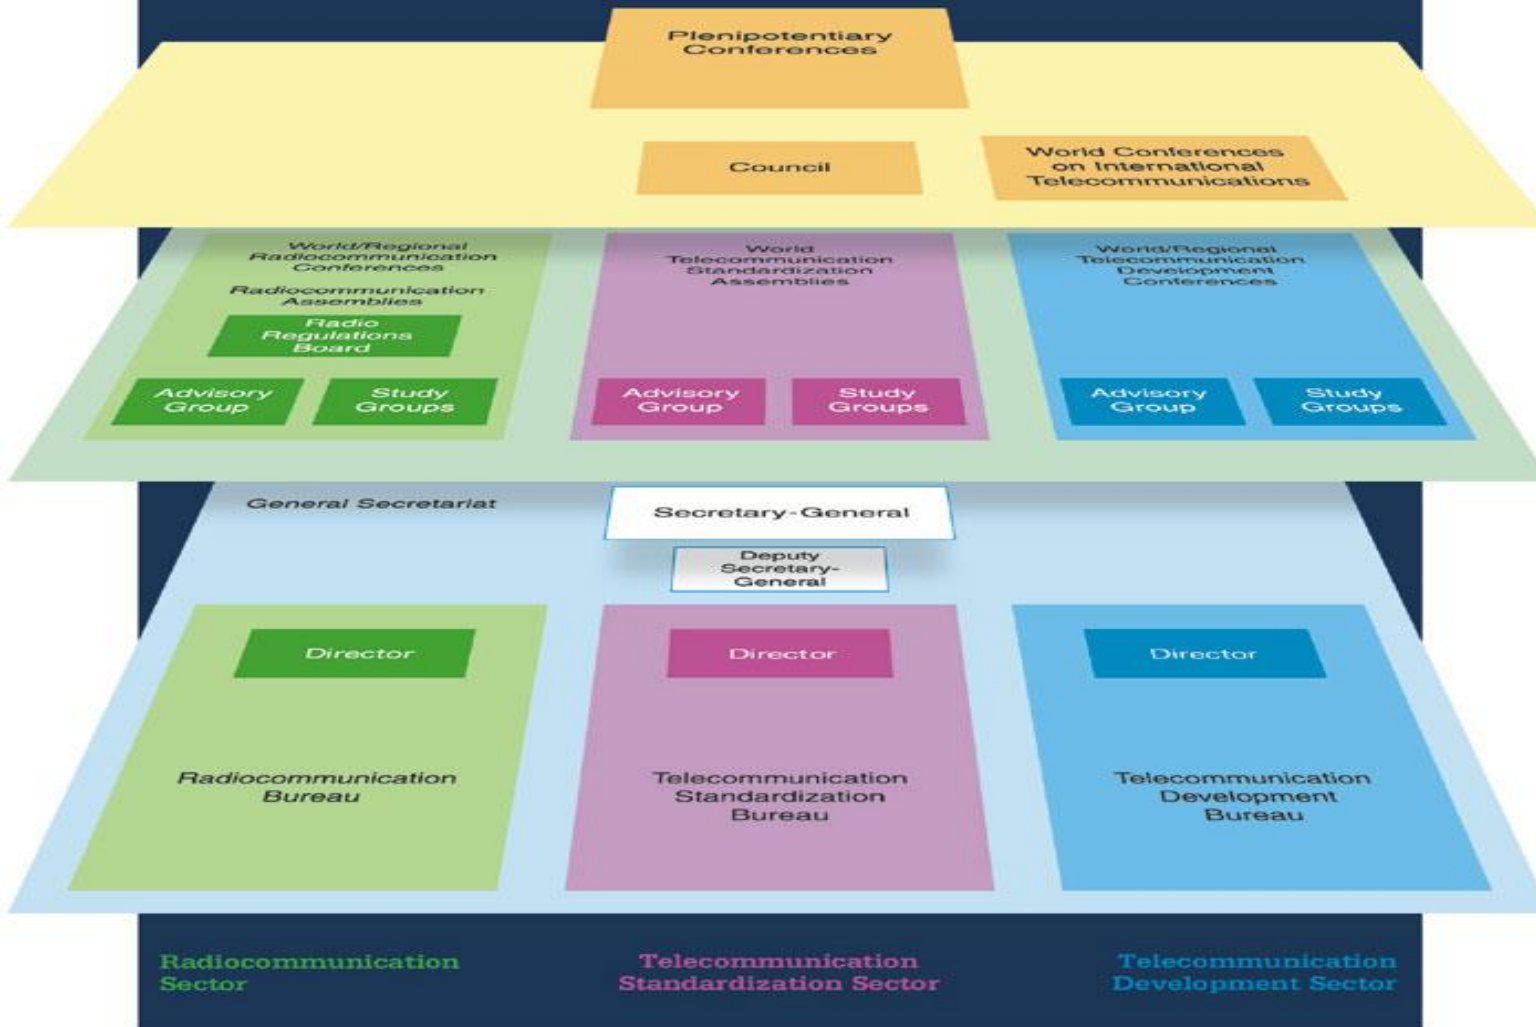 Plenipotentiary
Conferences
Council
World Conferences
on International
Telecommunications
World/Regional
Radiocommunication
Conferences
Radiocommunication
Assemblies
Radio
Regulations
Board
Advisory
Group
Study
Groups
World
Telecommunication
Standardization
Assemblies
Advisory
Group
Study
Groups
World/Regional
Telecommunication
Development
Conferences
Advisory
Group
Study
Groups
General Secretariat
Secretary-General
Deputy
Secretary-
General
Director
Radiocommunication
Bureau
Director
Telecommunication
Standardization
Bureau
Director
Telecommunication
Development
Bureau
Radiocommunication
Sector
Telecommunication
Standardization Sector
Telecommunication
Development Sector